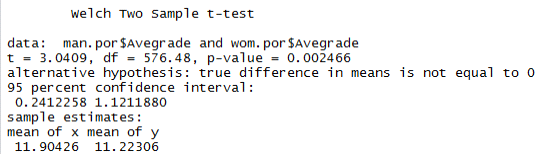 Welch Two Sample t-test
data: man.por$Avegrade and wom.por$Avegrade
t = 3.0409, df = 576.48, p-value = 0.002466
alternative hypothesis: true difference in means is not equal to 0
95 percent confidence interval:
0.2412258 1.1211880
sample estimates:
mean of x mean of y
11.90426 11.22306